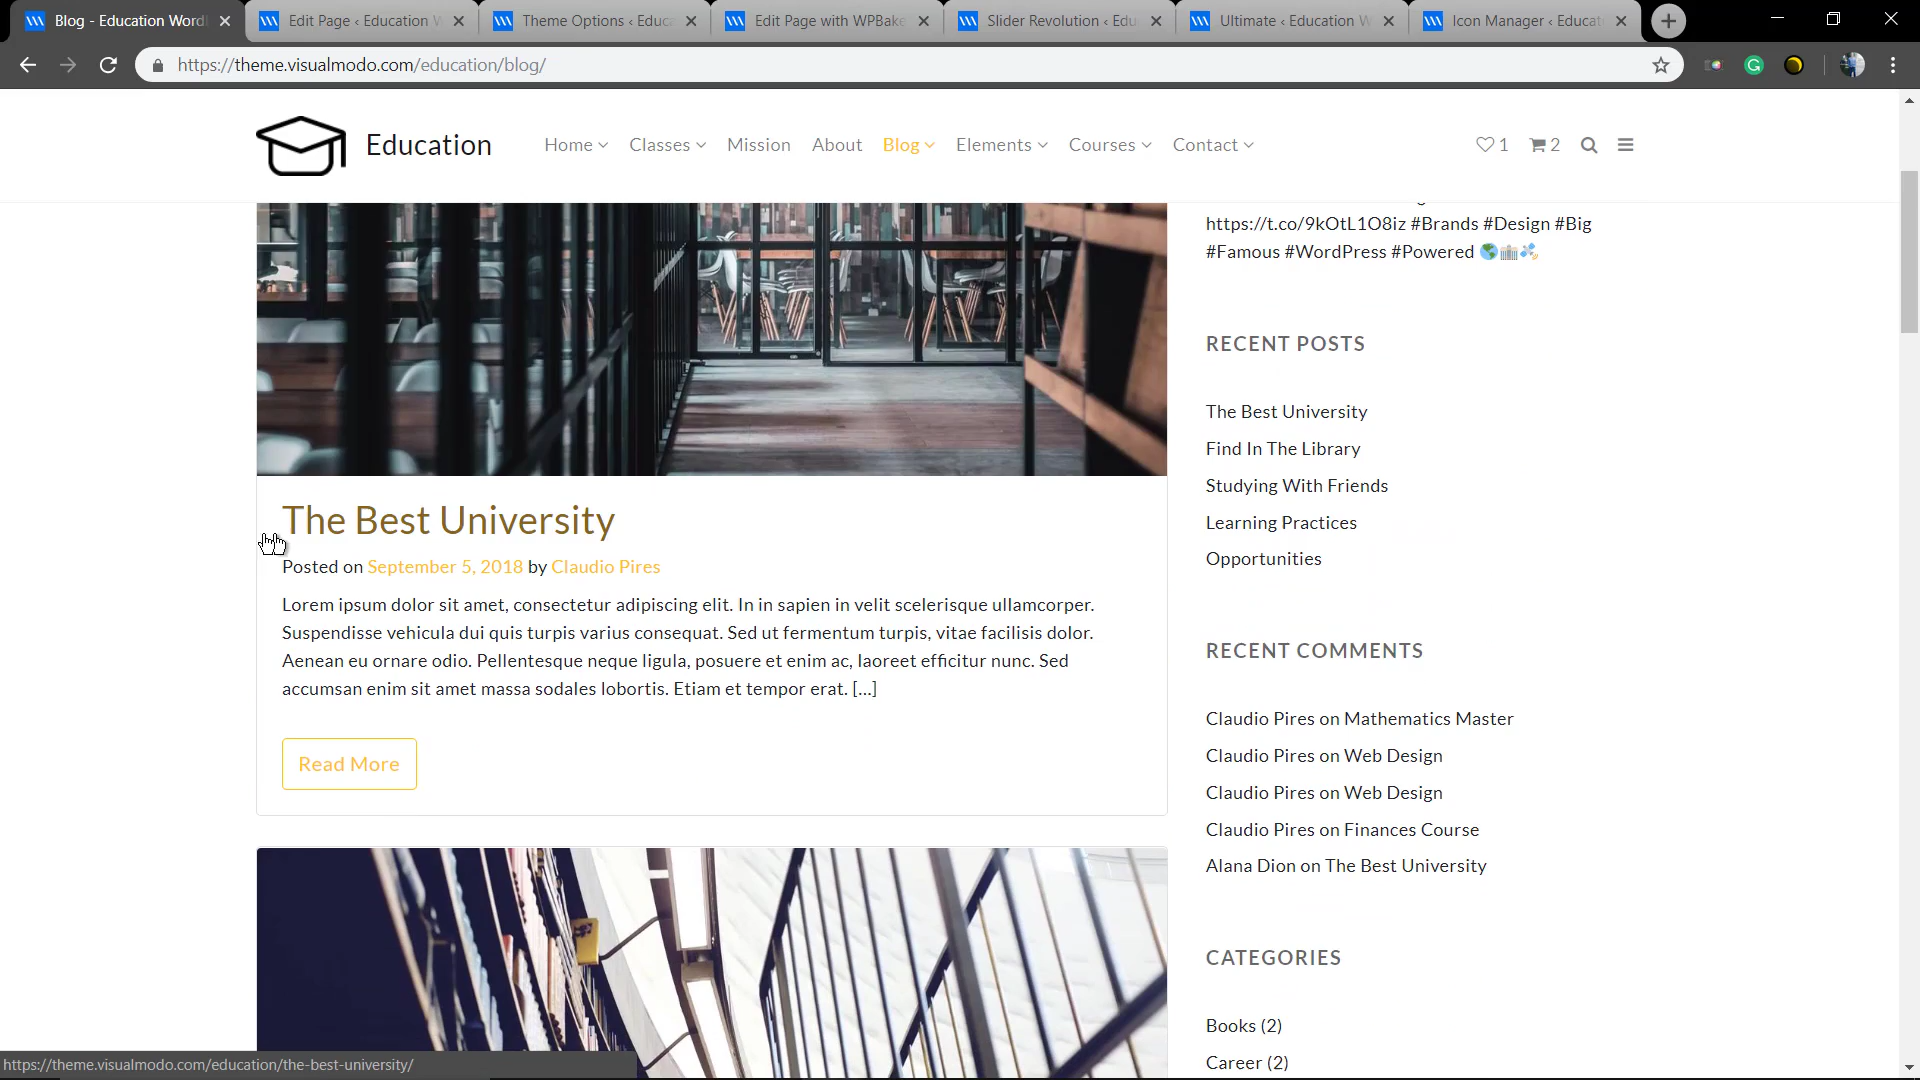 Blog - Education Word
Edit Page ‹ Education W
Theme Options ‹ Educa
Edit Page with WPBake
Slider Revolution ‹ Edu
Ultimate ‹ Education W
Icon Manager ‹ Educat
https://theme.visualmodo.com/education/blog/
Education
Home
Classes
Mission
About
Blog
Elements
Courses
Contact
1
2
https://t.co/9kOtL1O8iz #Brands #Design #Big
#Famous #WordPress #Powered 🌎🏨🛰
The Best University
Posted on September 5, 2018 by Claudio Pires
Lorem ipsum dolor sit amet, consectetur adipiscing elit. In in sapien in velit scelerisque ullamcorper.
Suspendisse vehicula dui quis turpis varius consequat. Sed ut fermentum turpis, vitae facilisis dolor.
Aenean eu ornare odio. Pellentesque neque ligula, posuere et enim ac, laoreet efficitur nunc. Sed
accumsan enim sit amet massa sodales lobortis. Etiam et tempor erat. [...]
Read More
RECENT POSTS
The Best University
Find In The Library
Studying With Friends
Learning Practices
Opportunities
RECENT COMMENTS
Claudio Pires on Mathematics Master
Claudio Pires on Web Design
Claudio Pires on Web Design
Claudio Pires on Finances Course
Alana Dion on The Best University
CATEGORIES
Books (2)
Career (2)
https://theme.visualmodo.com/education/the-best-university/